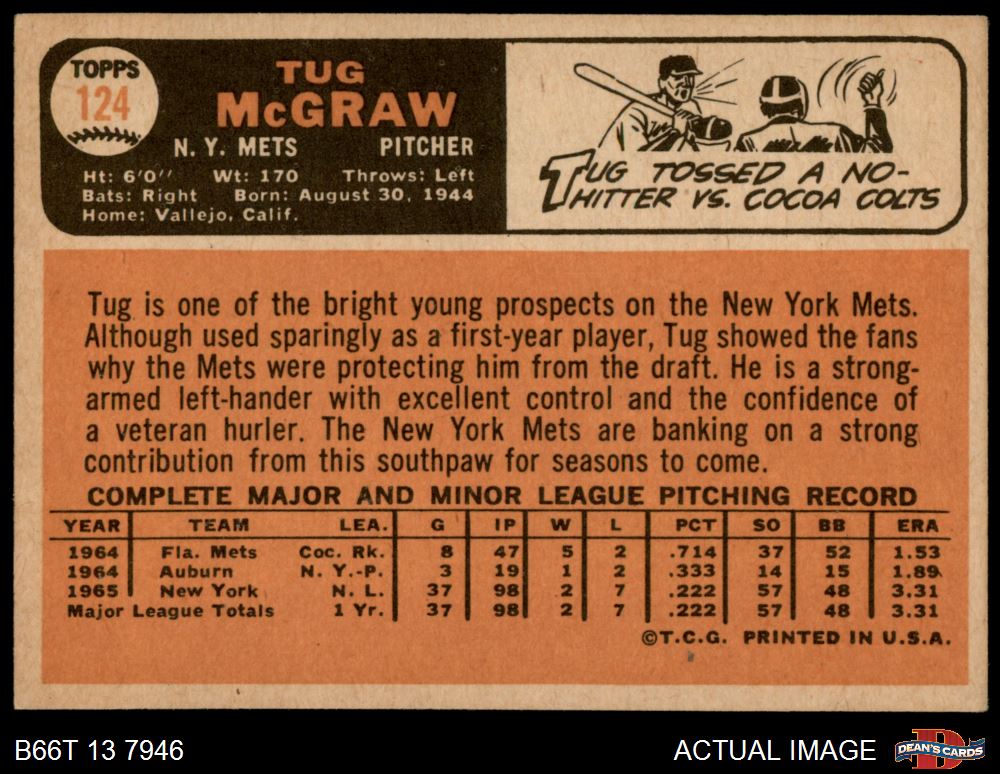 TOPPS
124
TUG
McGRAW
N. Y. METS PITCHER
Ht: 6'0" Wt: 170 Throws: Left
Bats: Right Born: August 30, 1944
Home: Vallejo, Calif.
TUG TOSSED A NO-
HITTER VS. COCOA COLTS
Tug is one of the bright young prospects on the New York Mets.
Although used sparingly as a first-year player, Tug showed the fans
why the Mets were protecting him from the draft. He is a strong-
armed left-hander with excellent control and the confidence of
a veteran hurler. The New York Mets are banking on a strong
contribution from this southpaw for seasons to come.
COMPLETE MAJOR AND MINOR LEAGUE PITCHING RECORD
YEAR TEAM LEA. G IP W L PCT SO BB ERA
1964 Fla. Mets Coc. Rk. 8 47 5 2 .714 37 52 1.53
1964 Auburn N. Y.-P. 3 19 1 2 .333 14 15 1.89
1965 New York N. L. 37 98 2 7 .222 57 48 3.31
Major League Totals 1 Yr. 37 98 2 7 .222 57 48 3.31
©T.C.G. PRINTED IN U.S.A.
B66T 13 7946 ACTUAL IMAGE DEAN'S CARDS